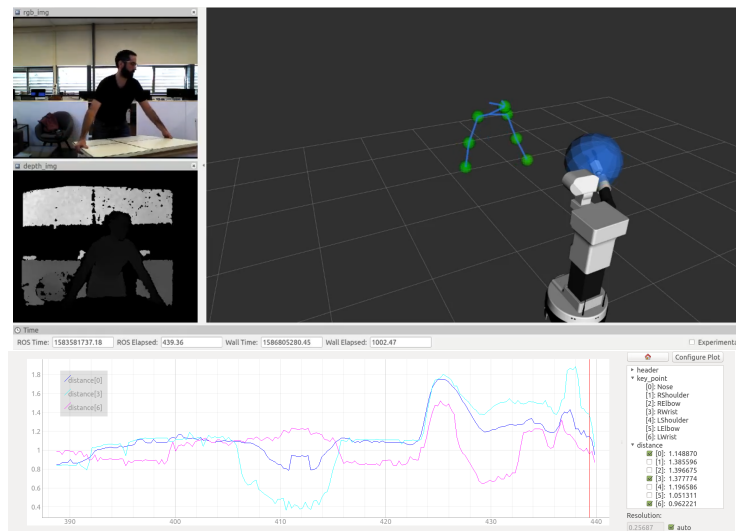 rgb_img
depth_img
Time
ROS Time: 1583581737.18 ROS Elapsed: 439.36 Wall Time: 1586805280.45 Wall Elapsed: 1002.47 Experimenta
Configure Plot
distance[0]
distance[3]
distance[6]
1.8
1.6
1.4
1.2
1
0.8
0.6
0.4
390 400 410 420 430 440
header
key_point
[0]: Nose
[1]: RShoulder
[2]: RElbow
[3]: RWrist
[4]: LShoulder
[5]: LElbow
[6]: LWrist
distance
[0]: 1.148870
[1]: 1.385596
[2]: 1.396675
[3]: 1.377774
[4]: 1.196586
[5]: 1.051311
[6]: 0.962221
Resolution:
0.25687 auto